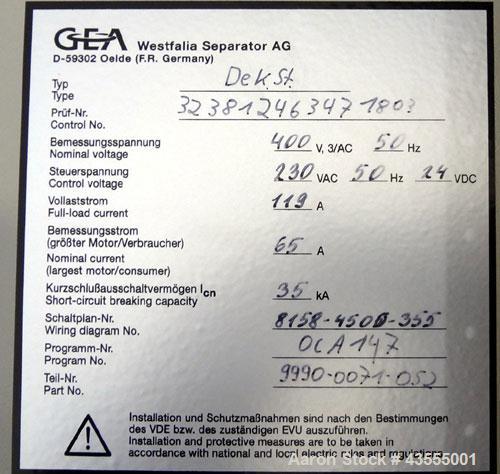 GEA Westfalia Separator AG
D-59302 Oelde (F.R. Germany)
Typ
Type Dek.St.
Prüf-Nr.
Control No. 32381246347 1803
Bemessungsspannung
Nominal voltage 400 V, 3/AC 50 Hz
Steuerspannung
Control voltage 230 VAC 50 Hz 24 VDC
Vollaststrom
Full-load current 119 A
Bemessungsstrom
(größter Motor/Verbraucher) 65 A
Nominal current
(largest motor/consumer)
Kurzschlußausschaltvermögen Icn
Short-circuit breaking capacity 35 kA
Schaltplan-Nr.
Wiring diagram No. 8158-4500-355
Programm-Nr.
Program No. OCA147
Teil-Nr.
Part No. 9990-0071-052
Installation und Schutzmaßnahmen sind nach den Bestimmungen
des VDE bzw. des zuständigen EVU auszuführen.
Installation and protective measures are to be taken in
accordance with national and local electric rules and regulations.
Aaron Stock # 43555001